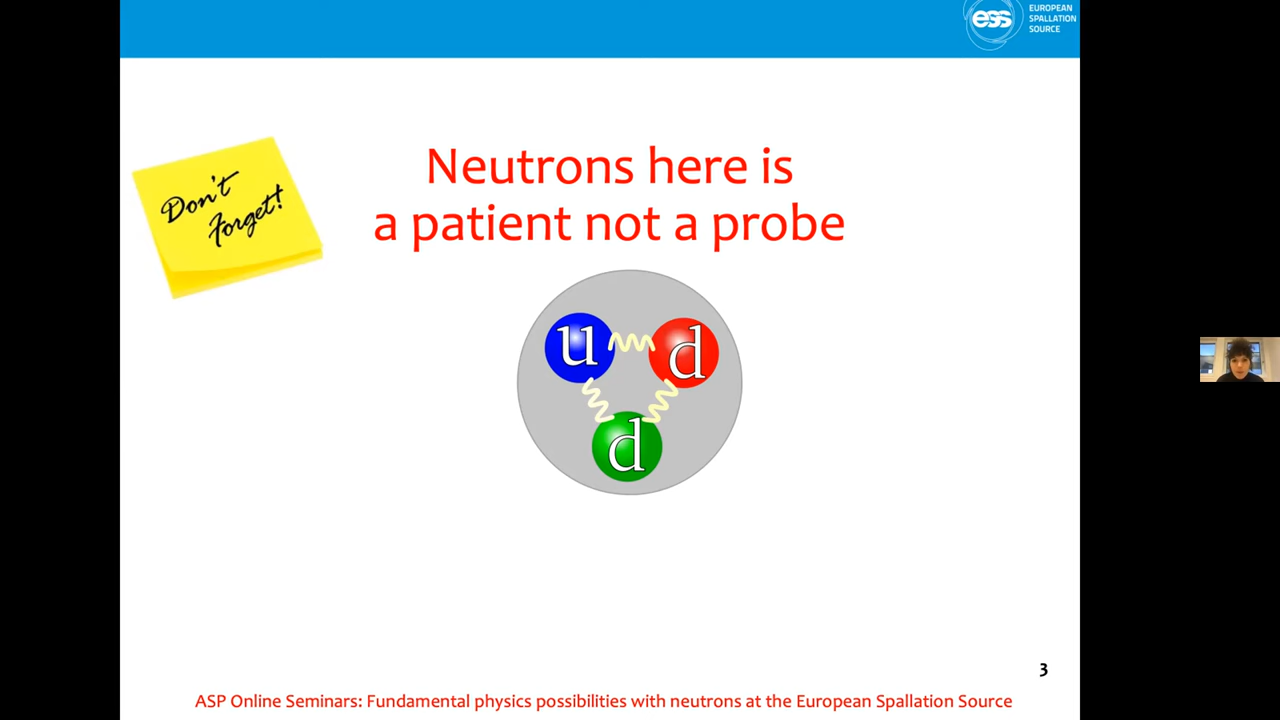 ess
EUROPEAN
SPALLATION
SOURCE
Don't
Forget!
Neutrons here is
a patient not a probe
u
d
d
3
ASP Online Seminars: Fundamental physics possibilities with neutrons at the European Spallation Source